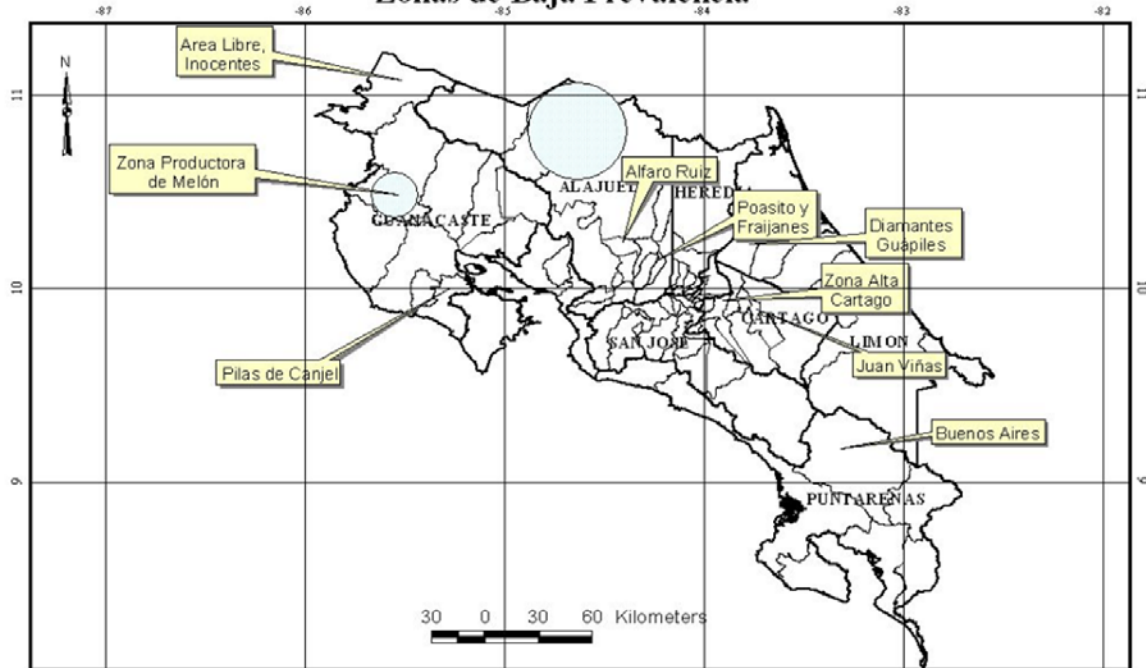 Zonas de Baja Prevalencia
-87 -86 -85 -84 -83 -82
Area Libre,
Inocentes
N
11 11
Zona Productora
de Melón
Alfaro Ruiz
GUANACASTE
Poasito y
Fraijanes
Diamantes
Guapiles
Zona Alta
Cartago
10 10
CARTAGO
SAN JOSE
LIMON
Juan Viñas
Pilas de Canjel
Buenos Aires
9 9
PUNTARENAS
30 0 30 60 Kilometers